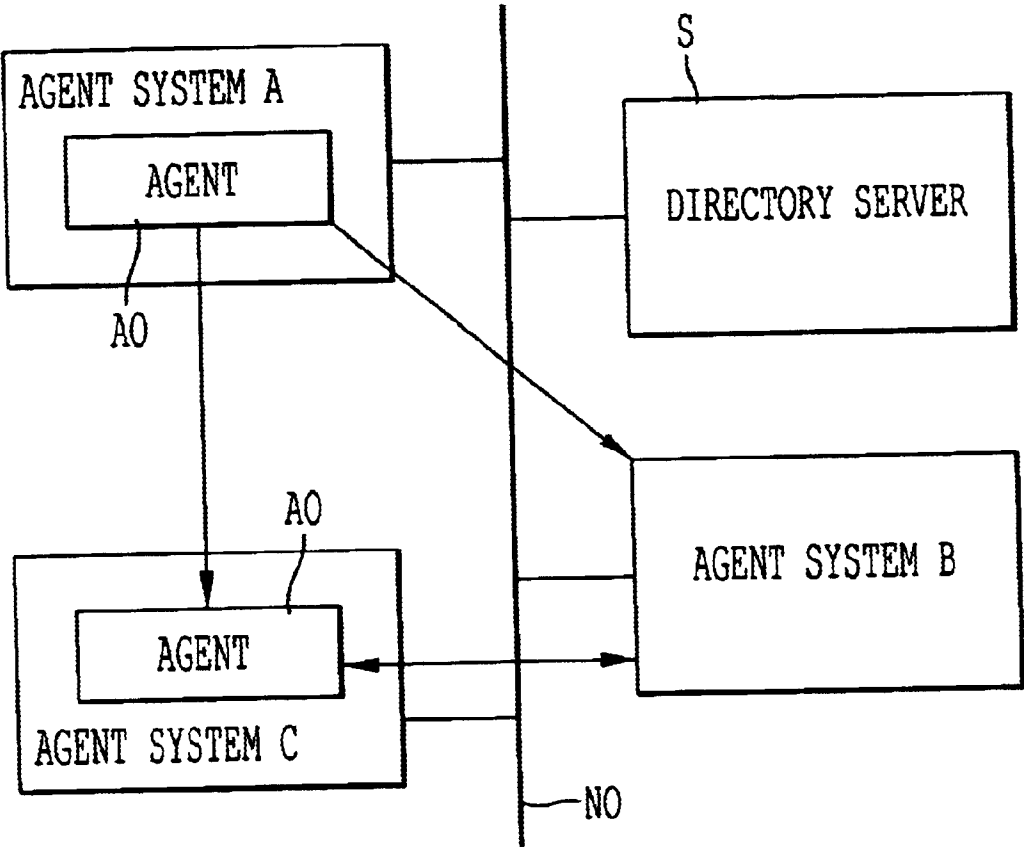 S
AGENT SYSTEM A
AGENT
DIRECTORY SERVER
AO
AO
AGENT SYSTEM B
AGENT
AGENT SYSTEM C
NO